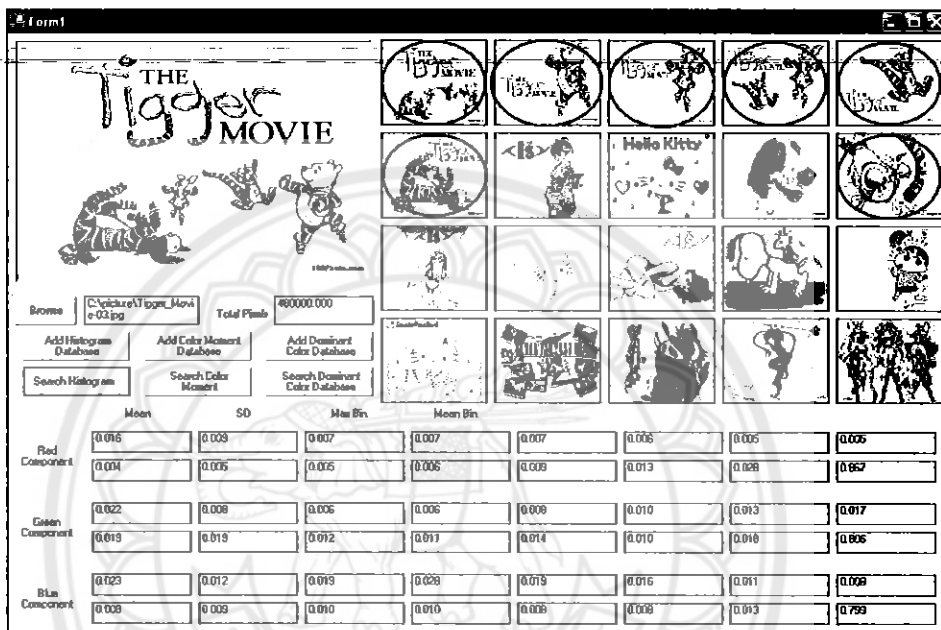 Form1
THE
Tigger
MOVIE
Hello Kitty
Browse
C:\picture\Tigger_Movi
e-03.jpg
Total Pixels
480000.000
Add Histogram
Database
Add Color Moment
Database
Add Dominant
Color Database
Search Histogram
Search Color
Moment
Search Dominant
Color Database
Mean SD Max Bin Mean Bin
Red
Component
0.016 0.009 0.007 0.007 0.007 0.006 0.005 0.005
0.004 0.005 0.005 0.006 0.009 0.013 0.028 0.867
Green
Component
0.022 0.008 0.006 0.006 0.008 0.010 0.013 0.017
0.019 0.019 0.012 0.011 0.014 0.010 0.018 0.806
Blue
Component
0.023 0.012 0.019 0.028 0.019 0.016 0.011 0.009
0.008 0.009 0.010 0.010 0.008 0.008 0.013 0.799